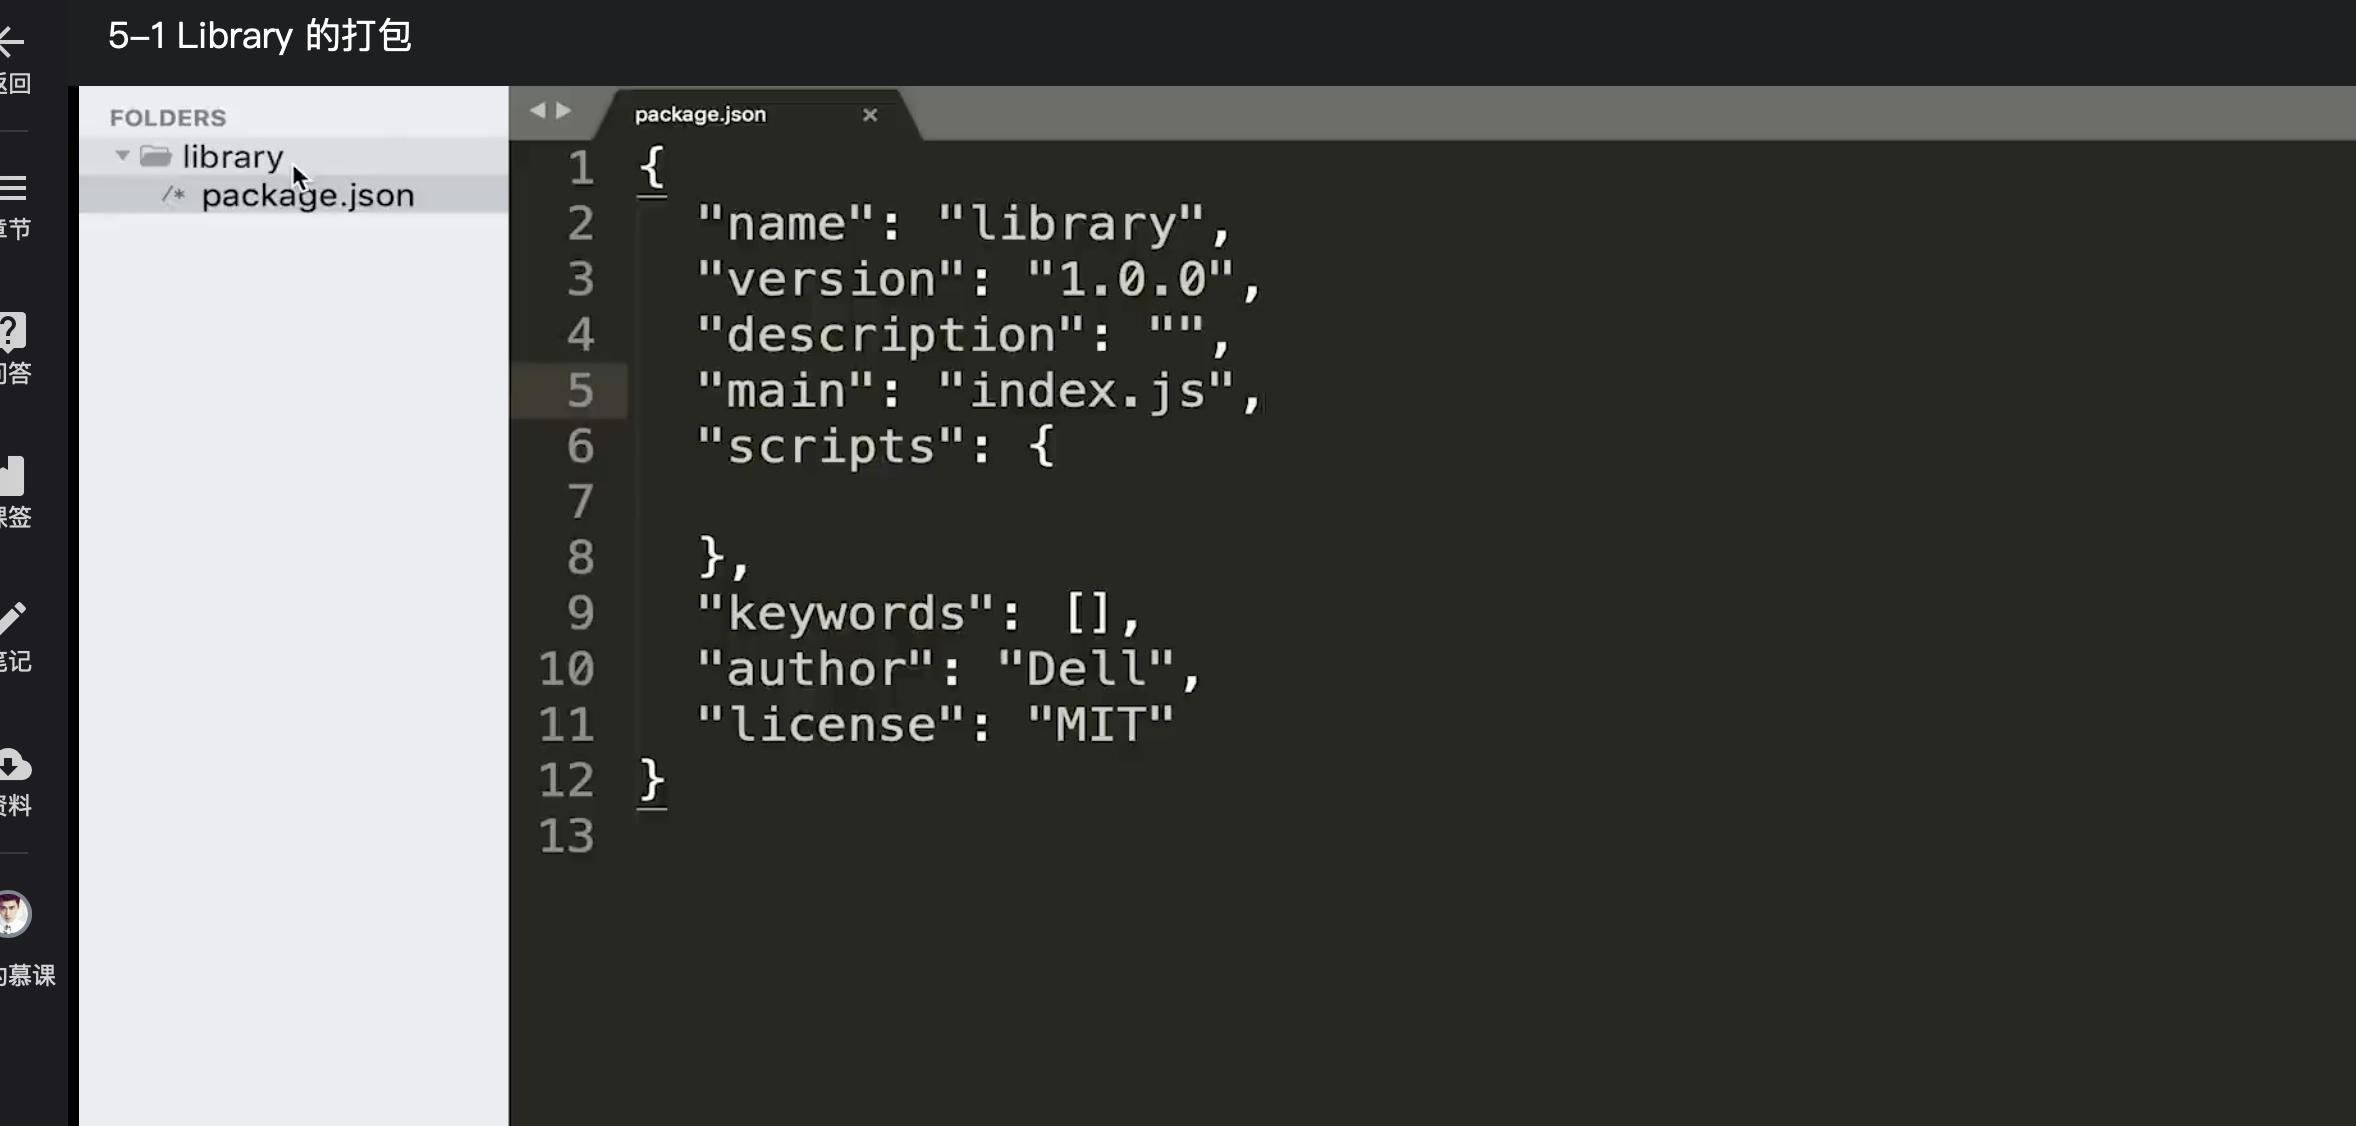 5–1 Library 的打包
返回
章节
问答
课签
笔记
资料
的慕课
FOLDERS
library
/* package.json
package.json ×
1 {
2 "name": "library",
3 "version": "1.0.0",
4 "description": "",
5 "main": "index.js",
6 "scripts": {
7
8 },
9 "keywords": [],
10 "author": "Dell",
11 "license": "MIT"
12 }
13